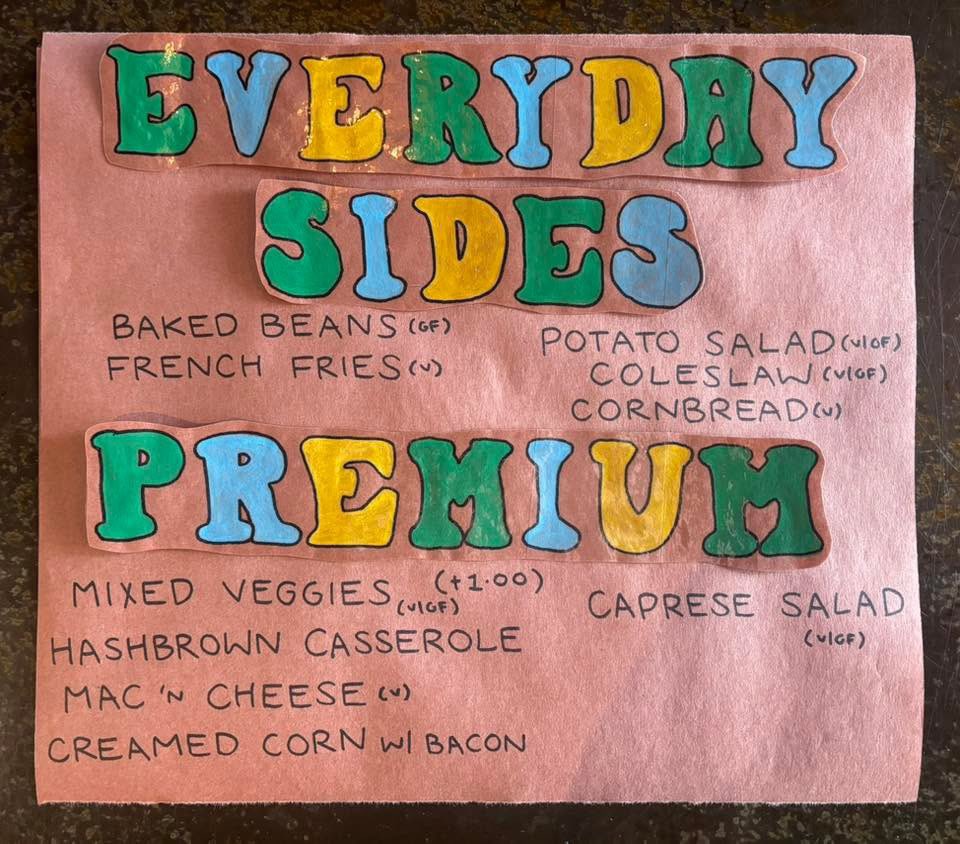 EVERYDAY
SIDES
BAKED BEANS (GF)
FRENCH FRIES (V)
POTATO SALAD (V|GF)
COLESLAW (V|GF)
CORNBREAD (V)
PREMIUM
(+1.00)
MIXED VEGGIES (V|GF)
HASHBROWN CASSEROLE
MAC 'N CHEESE (V)
CREAMED CORN W/ BACON
CAPRESE SALAD
(V|GF)